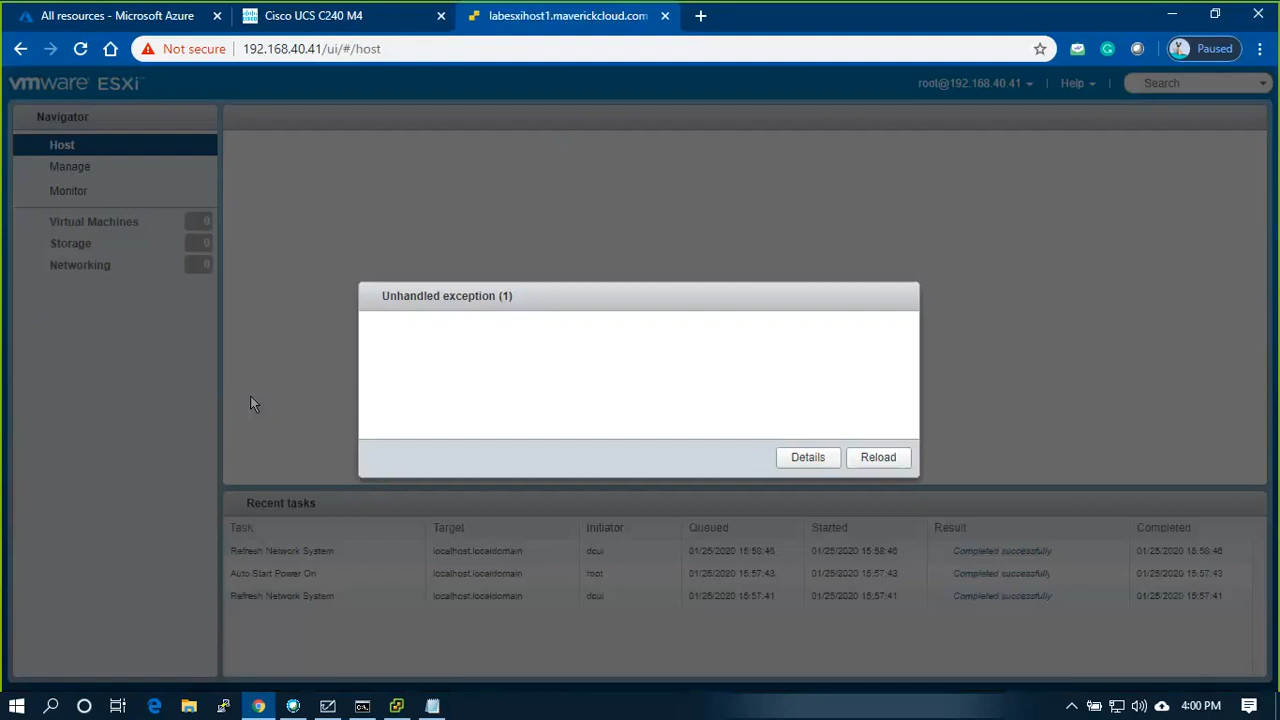 All resources - Microsoft Azure
Cisco UCS C240 M4
labesxihost1.maverickcloud.com
Not secure
192.168.40.41/ui/#/host
Paused
vmware ESXi™
root@192.168.40.41
Help
Search
Navigator
Host
Manage
Monitor
Virtual Machines 0
Storage 0
Networking 0
Unhandled exception (1)
Details
Reload
Recent tasks
Task Target Initiator Queued Started Result Completed
Refresh Network System localhost.localdomain dcui 01/25/2020 15:58:46 01/25/2020 15:58:46 Completed successfully 01/25/2020 15:58:46
Auto Start Power On localhost.localdomain root 01/25/2020 15:57:43 01/25/2020 15:57:43 Completed successfully 01/25/2020 15:57:43
Refresh Network System localhost.localdomain dcui 01/25/2020 15:57:41 01/25/2020 15:57:41 Completed successfully 01/25/2020 15:57:41
4:00 PM